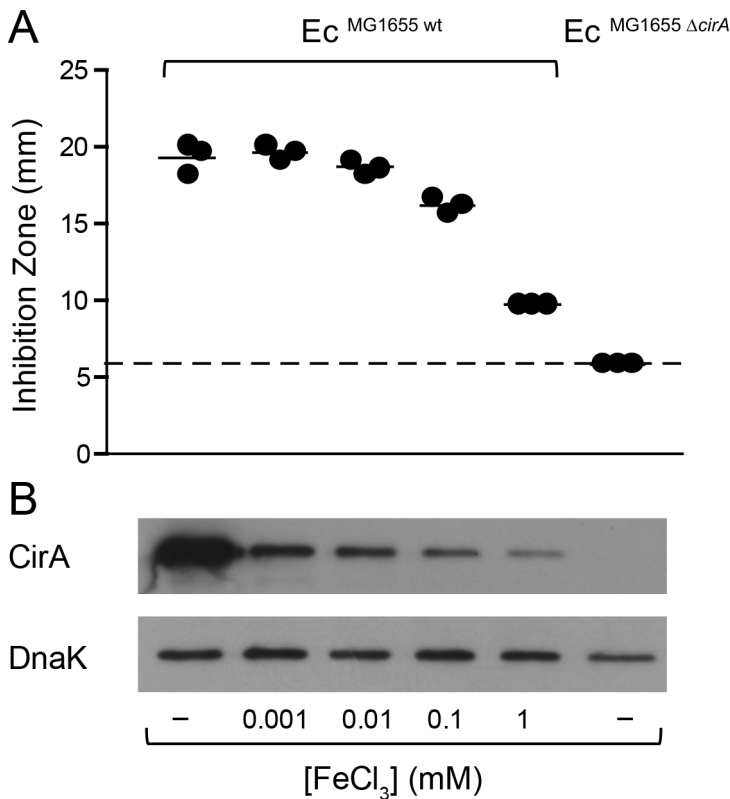 A
Ec MG1655 wt
Ec MG1655 ΔcirA
Inhibition Zone (mm)
25
20
15
10
5
0
B
CirA
DnaK
– 0.001 0.01 0.1 1 –
[FeCl3] (mM)